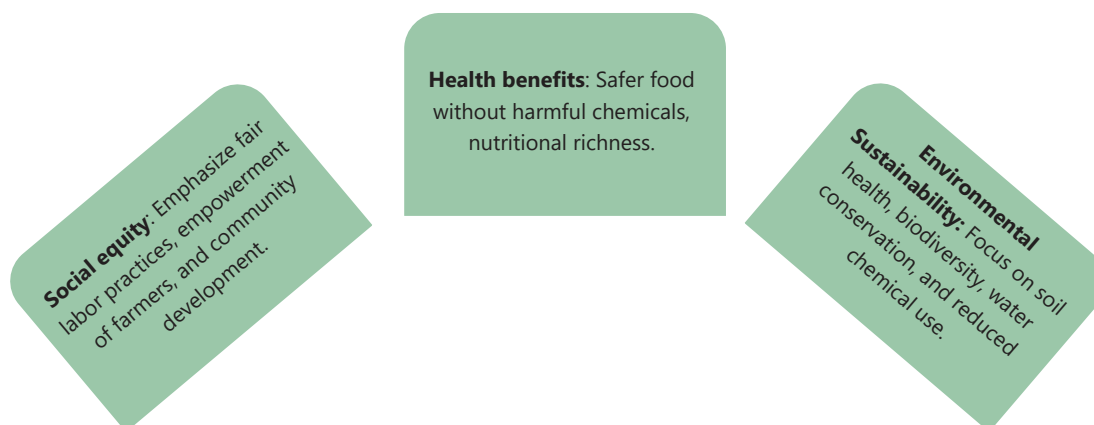 Social equity: Emphasize fair
labor practices, empowerment
of farmers, and community
development.
Health benefits: Safer food
without harmful chemicals,
nutritional richness.
Environmental
Sustainability: Focus on soil
health, biodiversity, water
conservation, and reduced
chemical use.